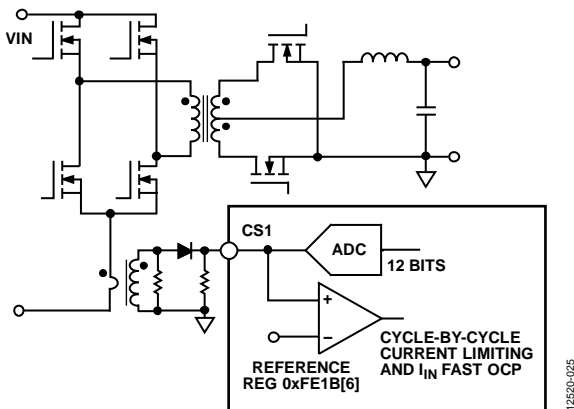 VIN
CS1
ADC
12 BITS
+
−
REFERENCE
REG 0xFE1B[6]
CYCLE-BY-CYCLE
CURRENT LIMITING
AND IIN FAST OCP
12520-025